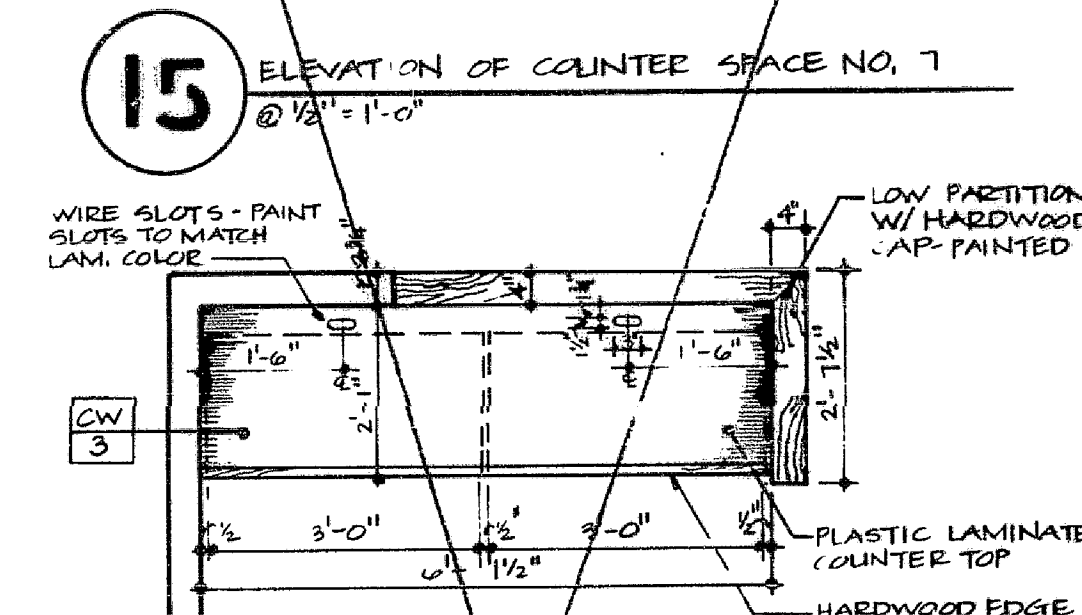 15
ELEVATION OF COUNTER SPACE NO. 7
@ 1/2" = 1'-0"
WIRE SLOTS - PAINT
SLOTS TO MATCH
LAM. COLOR
4"
LOW PARTITION
W/ HARDWOOD
CAP-PAINTED
1'-6"
1'-6"
1 1/2"
2'-1"
2'-7 1/2"
CW
3
1/2
3'-0"
1/2"
3'-0"
1/2"
6'-1 1/2"
PLASTIC LAMINATE
COUNTER TOP
HARDWOOD EDGE